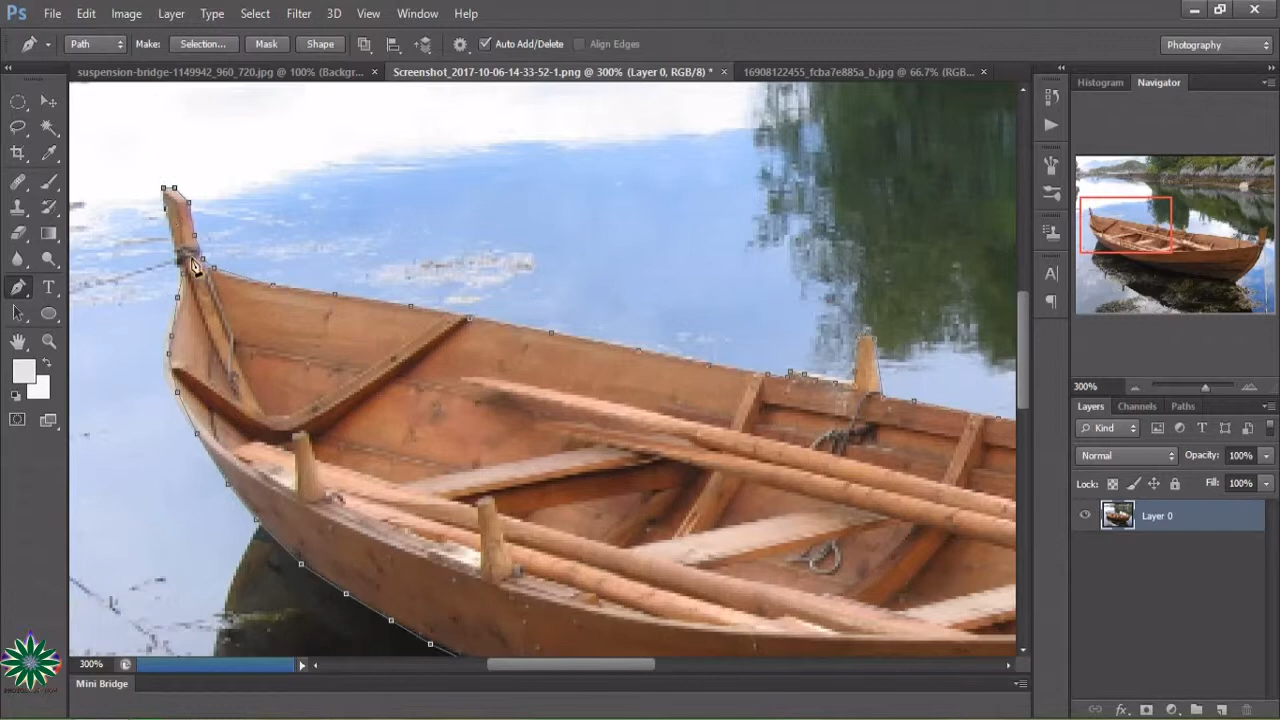 Ps File Edit Image Layer Type Select Filter 3D View Window Help
Path Make: Selection... Mask Shape Auto Add/Delete Align Edges Photography
suspension-bridge-1149942_960_720.jpg @ 100% (Backgr... × Screenshot_2017-10-06-14-33-52-1.png @ 300% (Layer 0, RGB/8) * × 16908122455_fcba7e885a_b.jpg @ 66.7% (RGB... ×
Histogram Navigator
300%
Layers Channels Paths
Kind
Normal Opacity: 100%
Lock: Fill: 100%
Layer 0
300%
Mini Bridge
fx